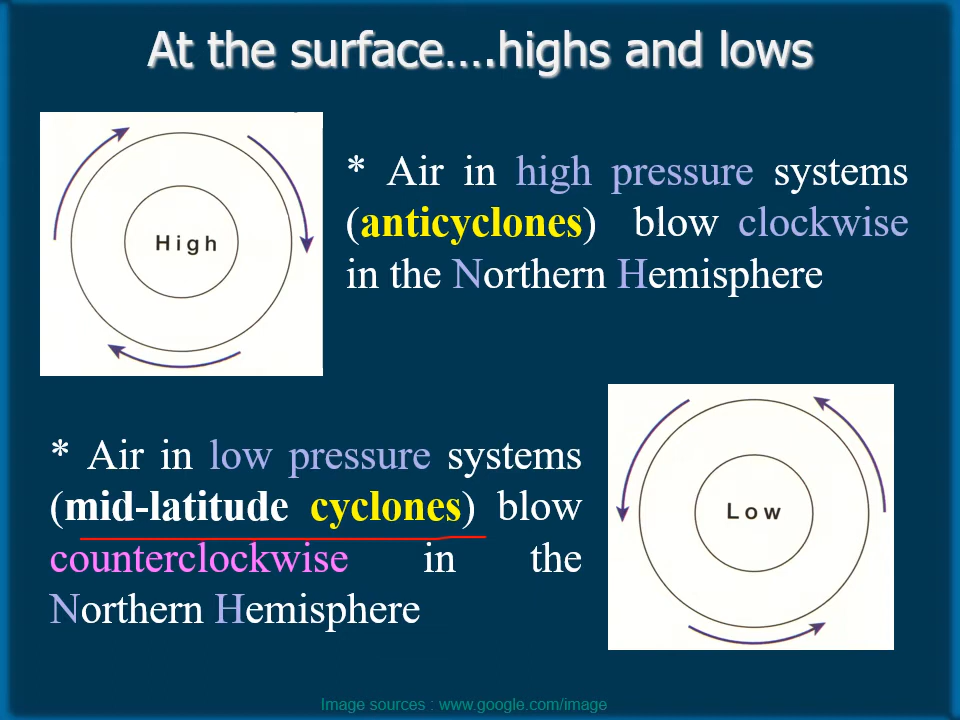 At the surface….highs and lows
High
* Air in high pressure systems
(anticyclones) blow clockwise
in the Northern Hemisphere
* Air in low pressure systems
(mid-latitude cyclones) blow
counterclockwise in the
Northern Hemisphere
Low
Image sources : www.google.com/image